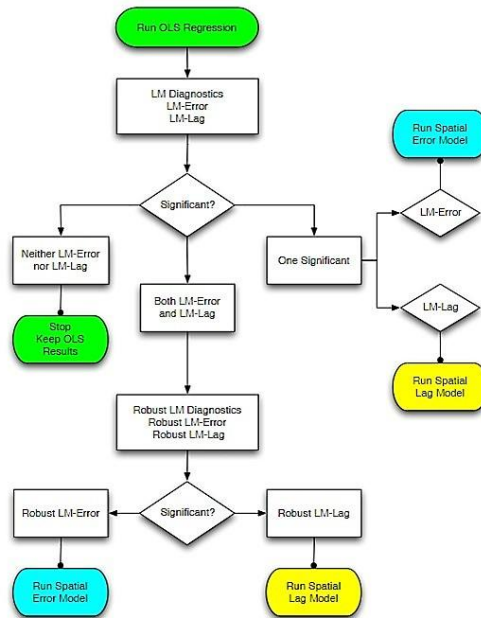 Run OLS Regression
LM Diagnostics
LM-Error
LM-Lag
Significant?
Neither LM-Error
nor LM-Lag
Stop
Keep OLS
Results
Both LM-Error
and LM-Lag
One Significant
LM-Error
Run Spatial
Error Model
LM-Lag
Run Spatial
Lag Model
Robust LM Diagnostics
Robust LM-Error
Robust LM-Lag
Significant?
Robust LM-Error
Robust LM-Lag
Run Spatial
Error Model
Run Spatial
Lag Model